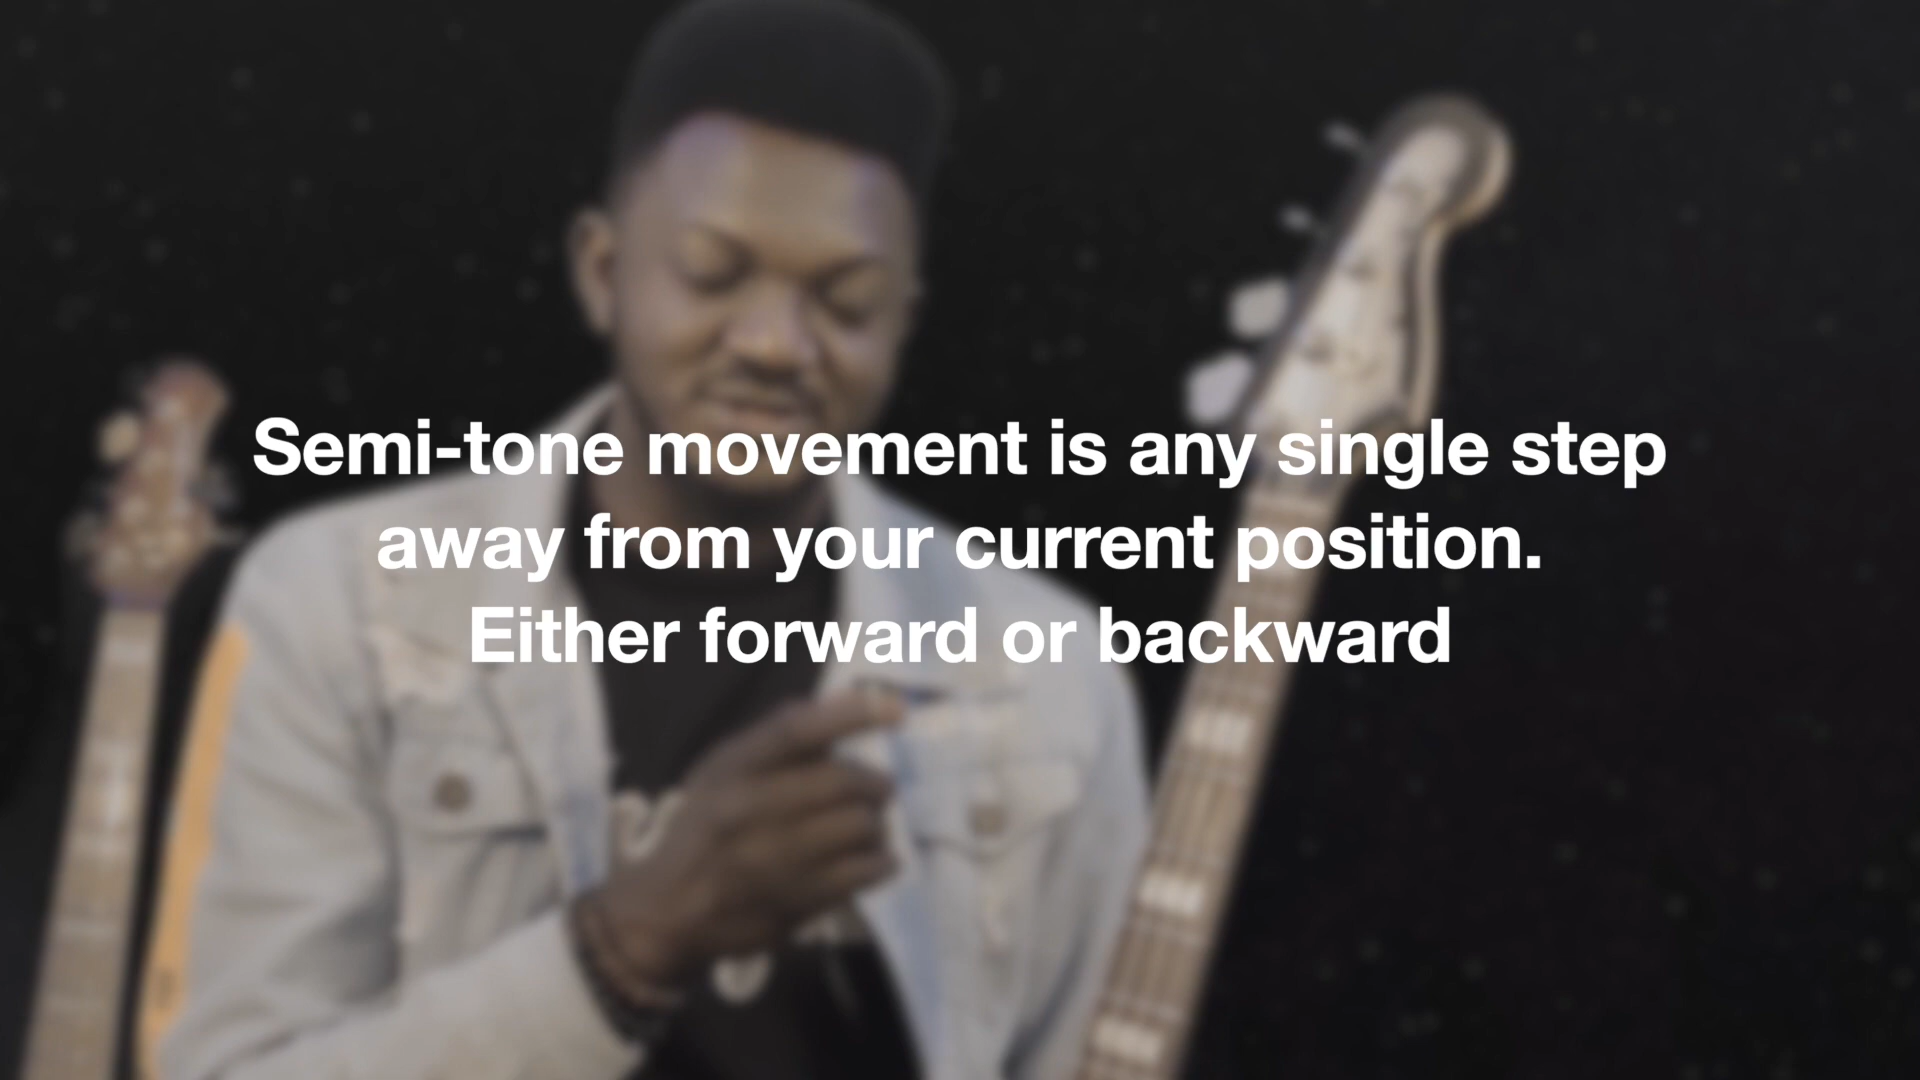 Semi-tone movement is any single step
away from your current position.
Either forward or backward